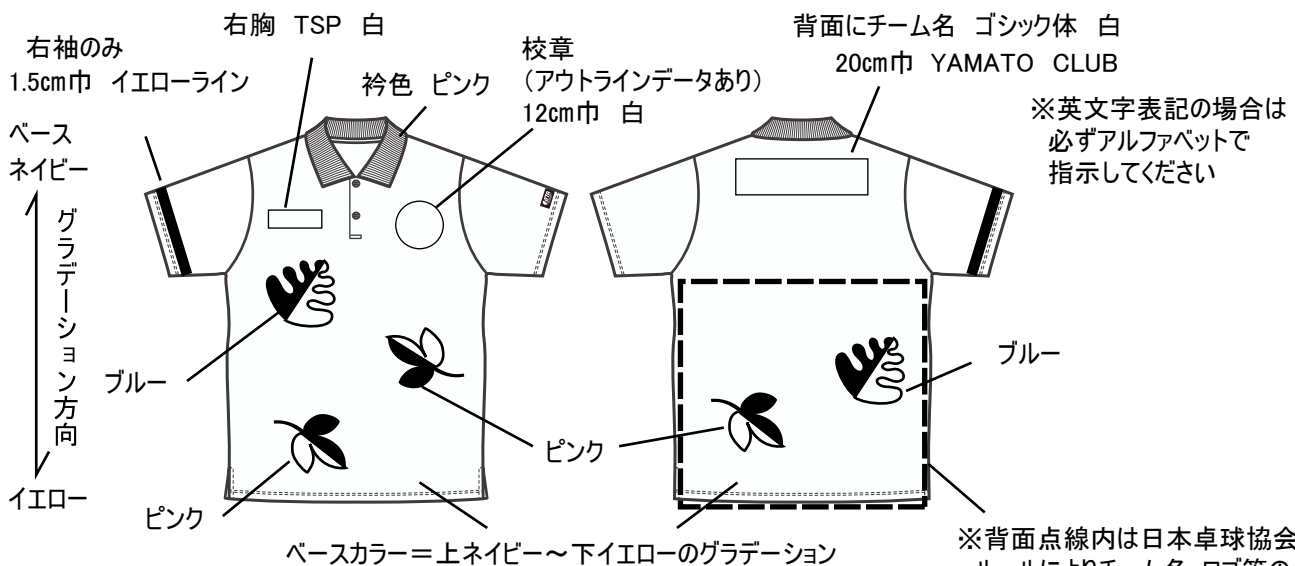 右胸 TSP 白
右袖のみ
1.5cm巾 イエローライン
衿色 ピンク
校章
（アウトラインデータあり）
12cm巾 白
背面にチーム名 ゴシック体 白
20cm巾 YAMATO CLUB
※英文字表記の場合は
必ずアルファベットで
指示してください
ベース
ネイビー
グラデーション方向
イエロー
ブルー
ピンク
ピンク
ブルー
ベースカラー＝上ネイビー～下イエローのグラデーション
※背面点線内は日本卓球協会